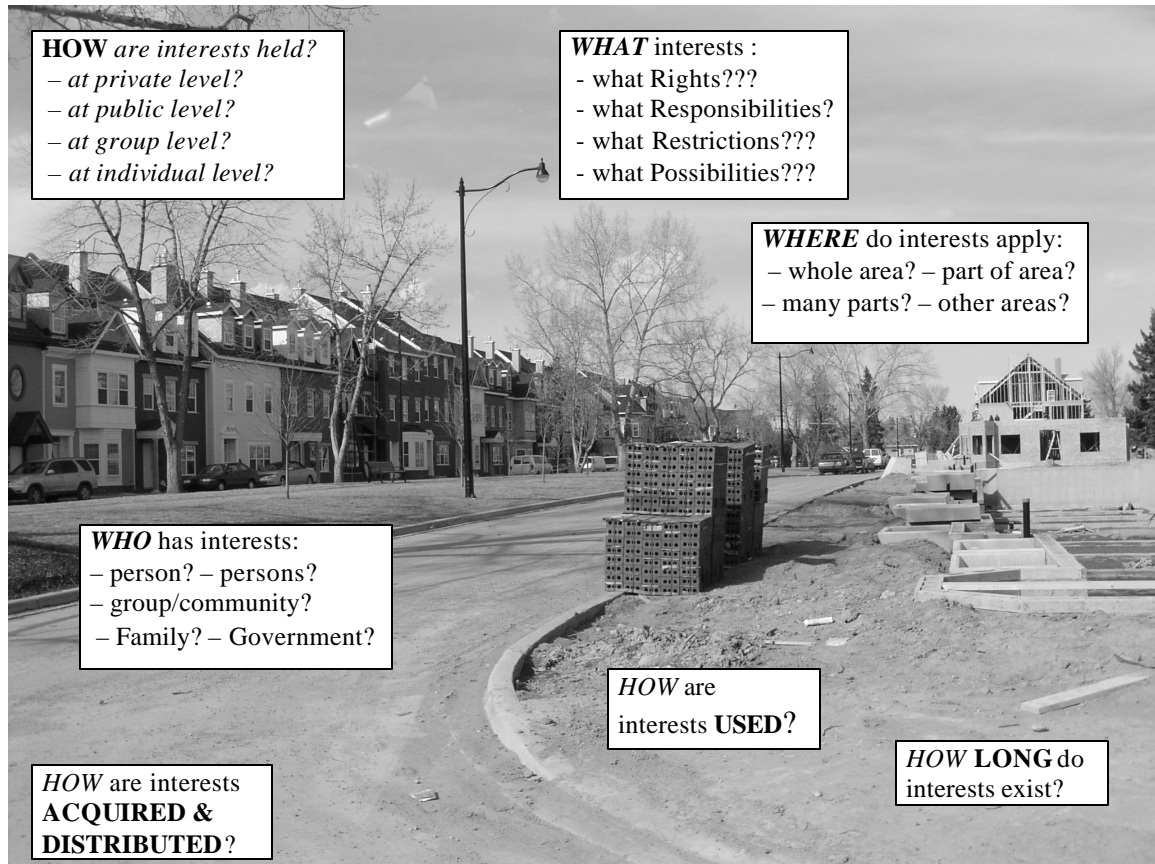 HOW are interests held?
– at private level?
– at public level?
– at group level?
– at individual level?
WHAT interests :
- what Rights???
- what Responsibilities?
- what Restrictions???
- what Possibilities???
WHERE do interests apply:
– whole area? – part of area?
– many parts? – other areas?
WHO has interests:
– person? – persons?
– group/community?
– Family? – Government?
HOW are
interests USED?
HOW LONG do
interests exist?
HOW are interests
ACQUIRED &
DISTRIBUTED?